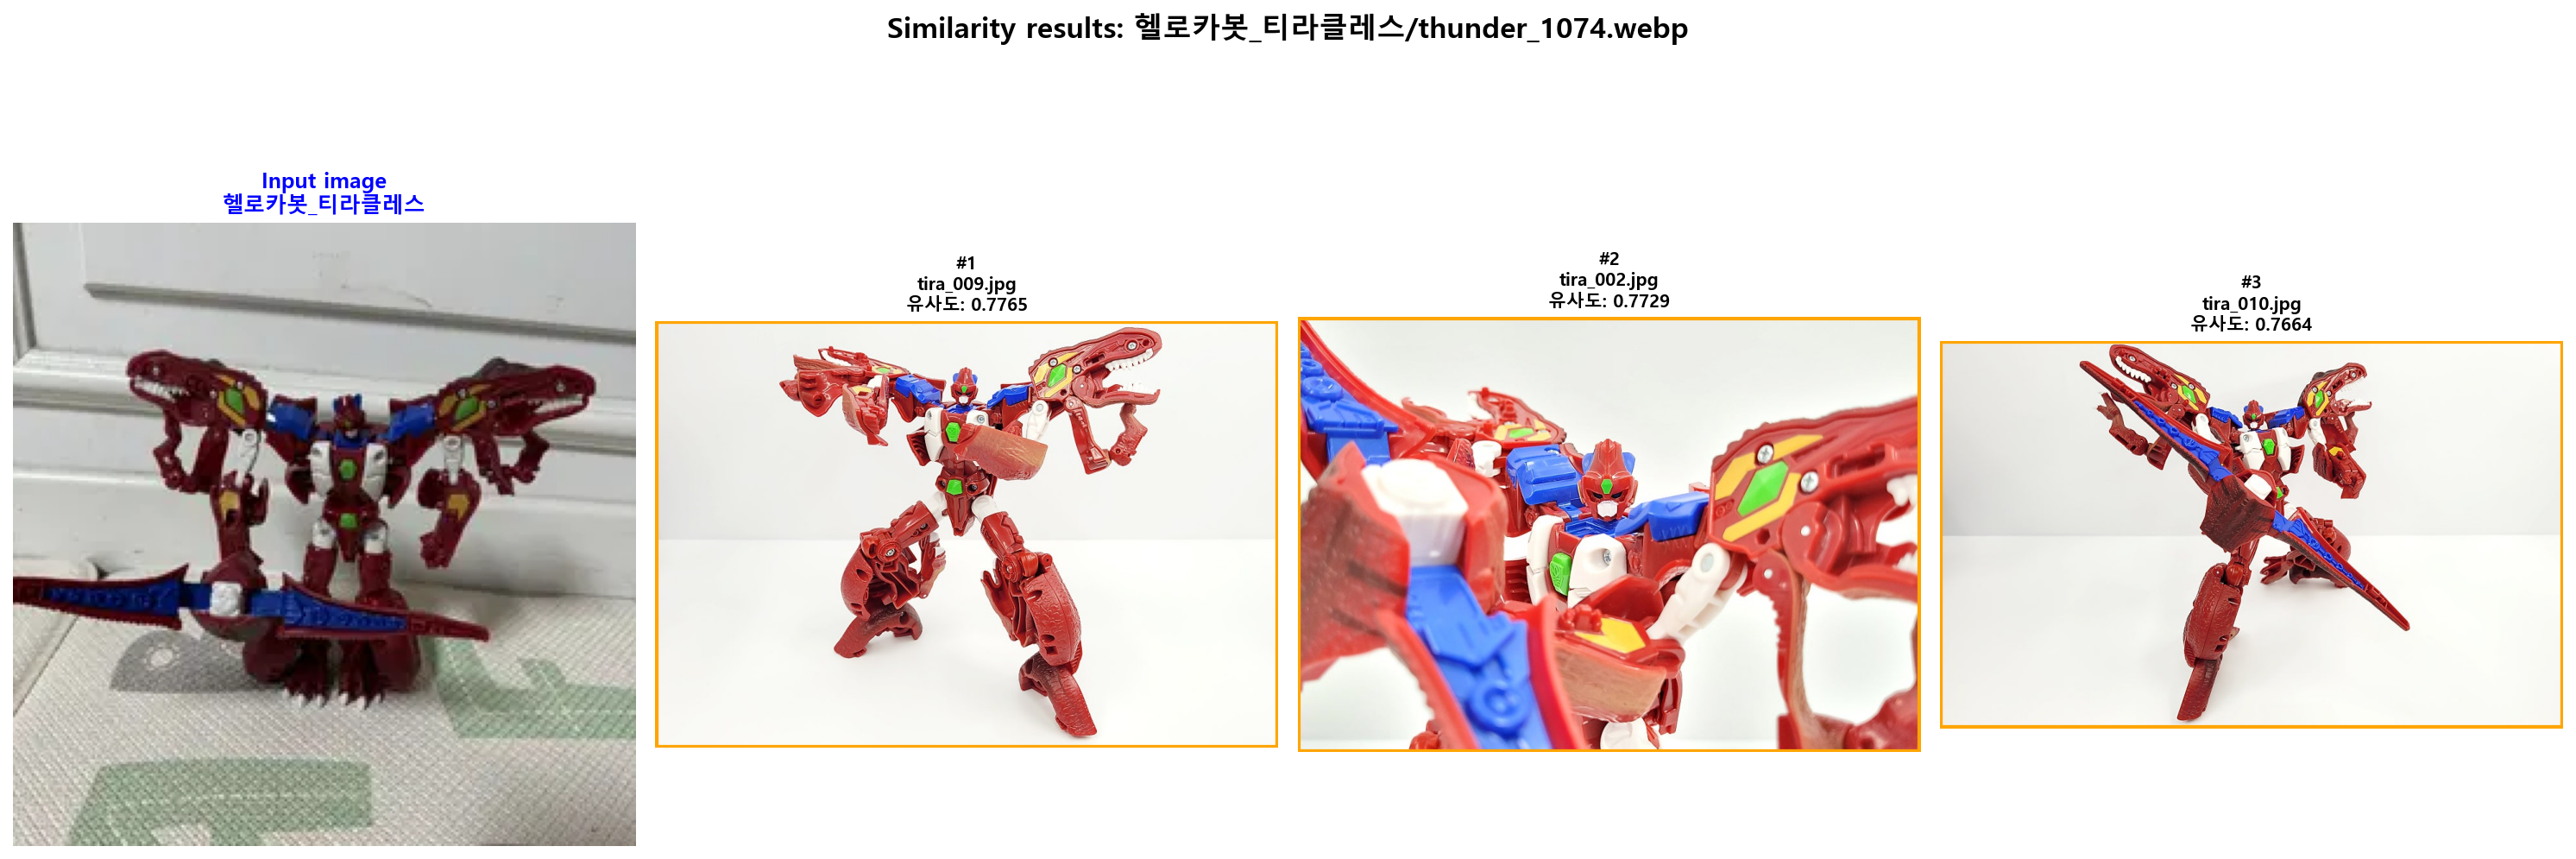 Similarity results: 헬로카봇_티라클레스/thunder_1074.webp
Input image
헬로카봇_티라클레스
#1
tira_009.jpg
유사도: 0.7765
#2
tira_002.jpg
유사도: 0.7729
#3
tira_010.jpg
유사도: 0.7664